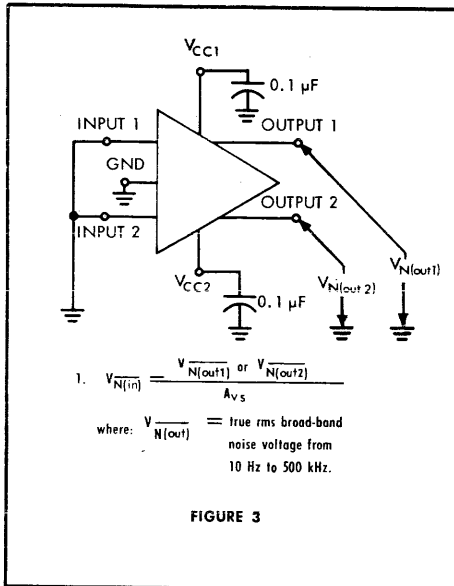 VCC1
0.1 μF
INPUT 1
OUTPUT 1
GND
OUTPUT 2
INPUT 2
VN(out1)
VN(out 2)
VCC2
0.1 μF
1. VN(in) = VN(out1) or VN(out2)
AVS
where: VN(out) = true rms broad-band
noise voltage from
10 Hz to 500 kHz.
FIGURE 3